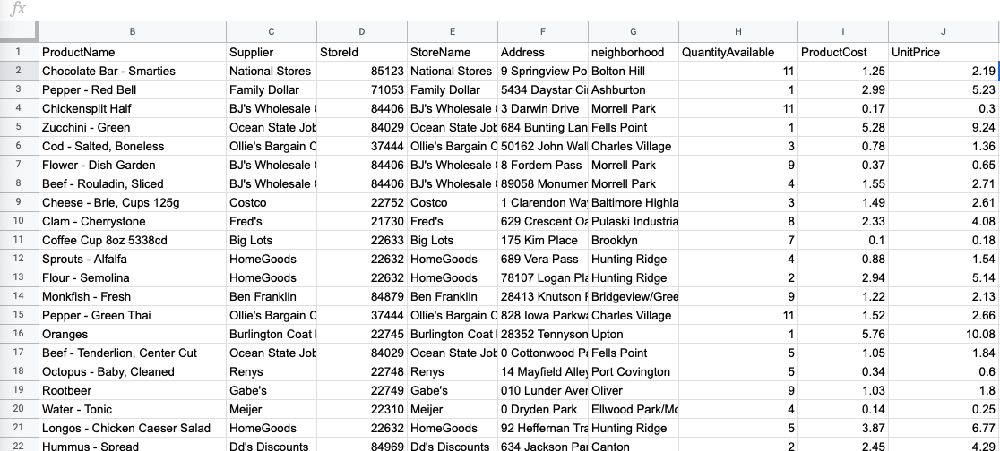 fx
B C D E F G H I J
1 ProductName Supplier StoreId StoreName Address neighborhood QuantityAvailable ProductCost UnitPrice
2 Chocolate Bar - Smarties National Stores 85123 National Stores 9 Springview Po Bolton Hill 11 1.25 2.19
3 Pepper - Red Bell Family Dollar 71053 Family Dollar 5434 Daystar Ci Ashburton 1 2.99 5.23
4 Chickensplit Half BJ's Wholesale 84406 BJ's Wholesale 3 Darwin Drive Morrell Park 11 0.17 0.3
5 Zucchini - Green Ocean State Job 84029 Ocean State Job 684 Bunting Lan Fells Point 1 5.28 9.24
6 Cod - Salted, Boneless Ollie's Bargain C 37444 Ollie's Bargain C 50162 John Wal Charles Village 3 0.78 1.36
7 Flower - Dish Garden BJ's Wholesale 84406 BJ's Wholesale 8 Fordem Pass Morrell Park 9 0.37 0.65
8 Beef - Rouladin, Sliced BJ's Wholesale 84406 BJ's Wholesale 89058 Monumen Morrell Park 4 1.55 2.71
9 Cheese - Brie, Cups 125g Costco 22752 Costco 1 Clarendon Way Baltimore Highla 3 1.49 2.61
10 Clam - Cherrystone Fred's 21730 Fred's 629 Crescent Oa Pulaski Industria 8 2.33 4.08
11 Coffee Cup 8oz 5338cd Big Lots 22633 Big Lots 175 Kim Place Brooklyn 7 0.1 0.18
12 Sprouts - Alfalfa HomeGoods 22632 HomeGoods 689 Vera Pass Hunting Ridge 4 0.88 1.54
13 Flour - Semolina HomeGoods 22632 HomeGoods 78107 Logan Pla Hunting Ridge 2 2.94 5.14
14 Monkfish - Fresh Ben Franklin 84879 Ben Franklin 28413 Knutson Bridgeview/Gree 9 1.22 2.13
15 Pepper - Green Thai Ollie's Bargain C 37444 Ollie's Bargain C 828 Iowa Parkwa Charles Village 11 1.52 2.66
16 Oranges Burlington Coat 22745 Burlington Coat 28352 Tennyson Upton 1 5.76 10.08
17 Beef - Tenderlion, Center Cut Ocean State Job 84029 Ocean State Job 0 Cottonwood Pa Fells Point 5 1.05 1.84
18 Octopus - Baby, Cleaned Renys 22748 Renys 14 Mayfield Alley Port Covington 5 0.34 0.6
19 Rootbeer Gabe's 22749 Gabe's 010 Lunder Aven Oliver 9 1.03 1.8
20 Water - Tonic Meijer 22310 Meijer 0 Dryden Park Ellwood Park/Mo 4 0.14 0.25
21 Longos - Chicken Caeser Salad HomeGoods 22632 HomeGoods 92 Heffernan Tra Hunting Ridge 5 3.87 6.77
22 Hummus - Spread Dd's Discounts 84969 Dd's Discounts 634 Jackson Pa Canton 2 2.45 4.29